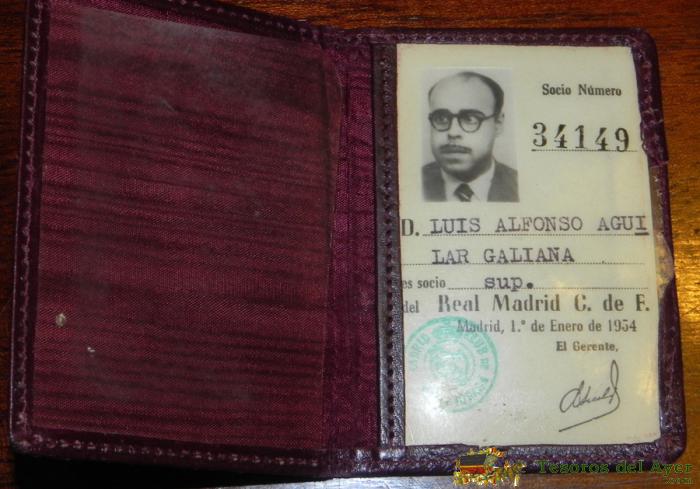 Socio Número
34149
D. LUIS ALFONSO AGUI
LAR GALIANA
es socio sup.
del Real Madrid C. de F.
Madrid, 1.º de Enero de 1954
El Gerente,
Tesoros del Ayer
.com